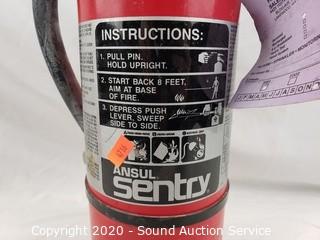 INSTRUCTIONS:
1. PULL PIN.
HOLD UPRIGHT.
2. START BACK 8 FEET,
AIM AT BASE
OF FIRE.
3. DEPRESS PUSH
LEVER, SWEEP
SIDE TO SIDE.
ANSUL
sentry
Copyright 2020 - Sound Auction Service